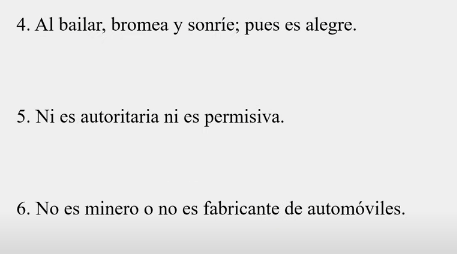 4. Al bailar, bromea y sonríe; pues es alegre.
5. Ni es autoritaria ni es permisiva.
6. No es minero o no es fabricante de automóviles.